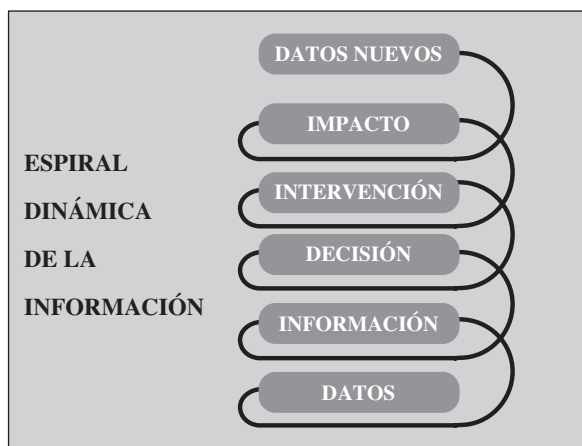 DATOS NUEVOS
IMPACTO
ESPIRAL
DINÁMICA
DE LA
INFORMACIÓN
INTERVENCIÓN
DECISIÓN
INFORMACIÓN
DATOS